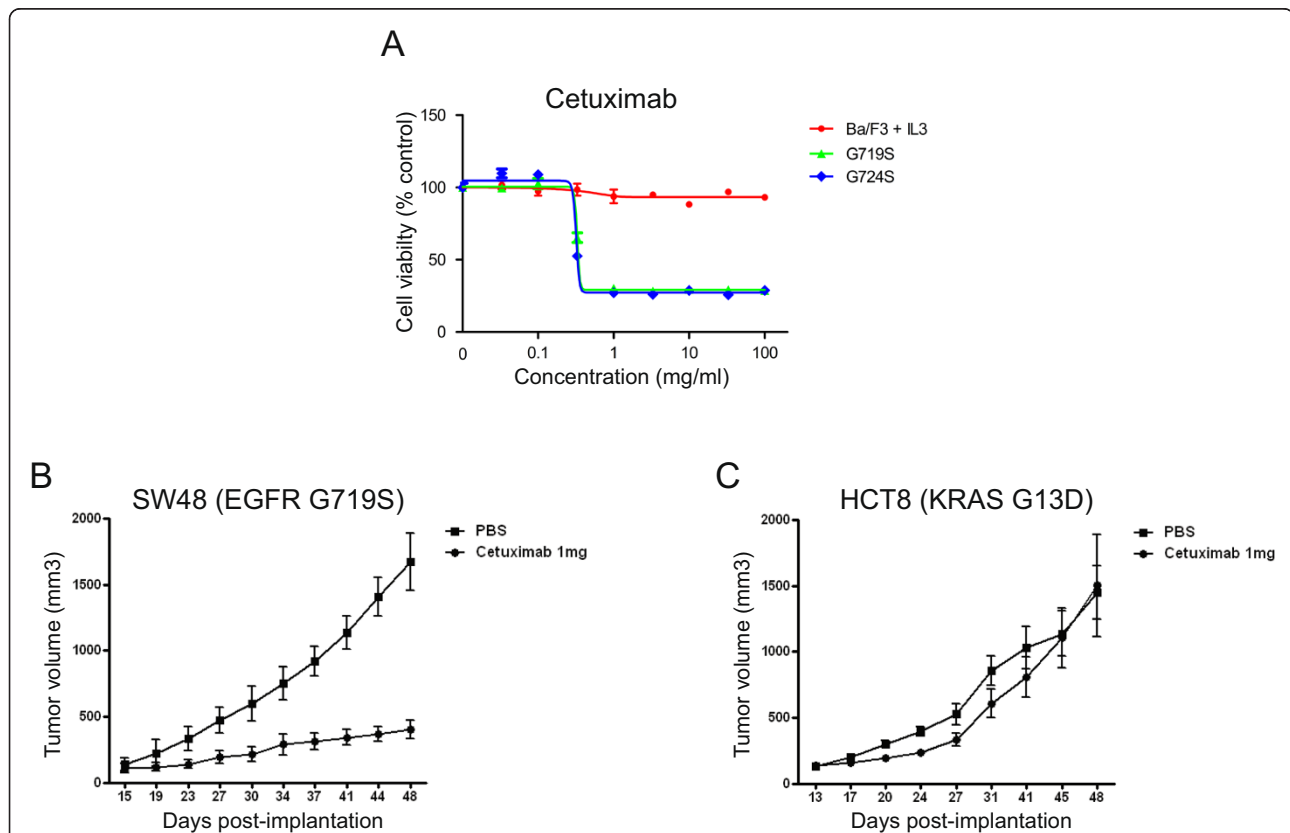 A
Cetuximab
150
100
50
0
Cell viabilty (% control)
0 0.1 1 10 100
Concentration (mg/ml)
Ba/F3 + IL3
G719S
G724S
B
SW48 (EGFR G719S)
2000
1500
1000
500
0
Tumor volume (mm3)
15 19 23 27 30 34 37 41 44 48
Days post-implantation
PBS
Cetuximab 1mg
C
HCT8 (KRAS G13D)
2000
1500
1000
500
0
Tumor volume (mm3)
13 17 20 24 27 31 41 45 48
Days post-implantation
PBS
Cetuximab 1mg